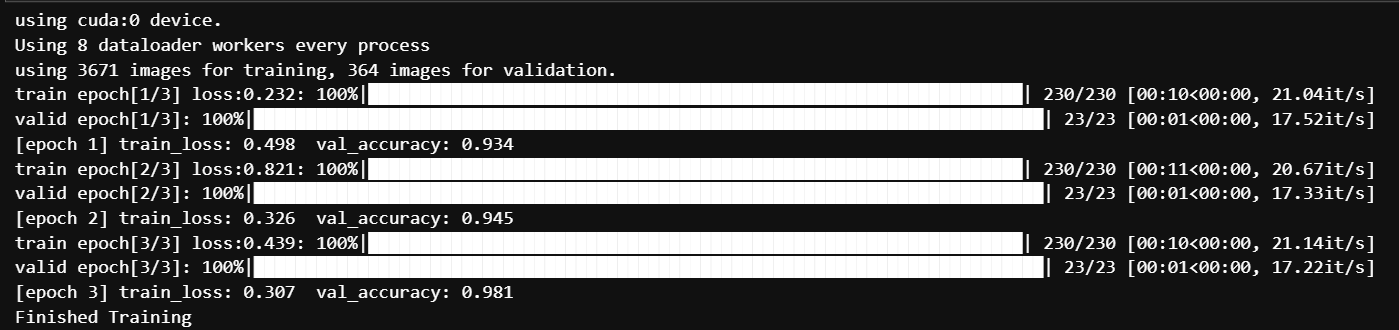 using cuda:0 device.
Using 8 dataloader workers every process
using 3671 images for training, 364 images for validation.
train epoch[1/3] loss:0.232: 100%|██████████| 230/230 [00:10<00:00, 21.04it/s]
valid epoch[1/3]: 100%|██████████| 23/23 [00:01<00:00, 17.52it/s]
[epoch 1] train_loss: 0.498  val_accuracy: 0.934
train epoch[2/3] loss:0.821: 100%|██████████| 230/230 [00:11<00:00, 20.67it/s]
valid epoch[2/3]: 100%|██████████| 23/23 [00:01<00:00, 17.33it/s]
[epoch 2] train_loss: 0.326  val_accuracy: 0.945
train epoch[3/3] loss:0.439: 100%|██████████| 230/230 [00:10<00:00, 21.14it/s]
valid epoch[3/3]: 100%|██████████| 23/23 [00:01<00:00, 17.22it/s]
[epoch 3] train_loss: 0.307  val_accuracy: 0.981
Finished Training